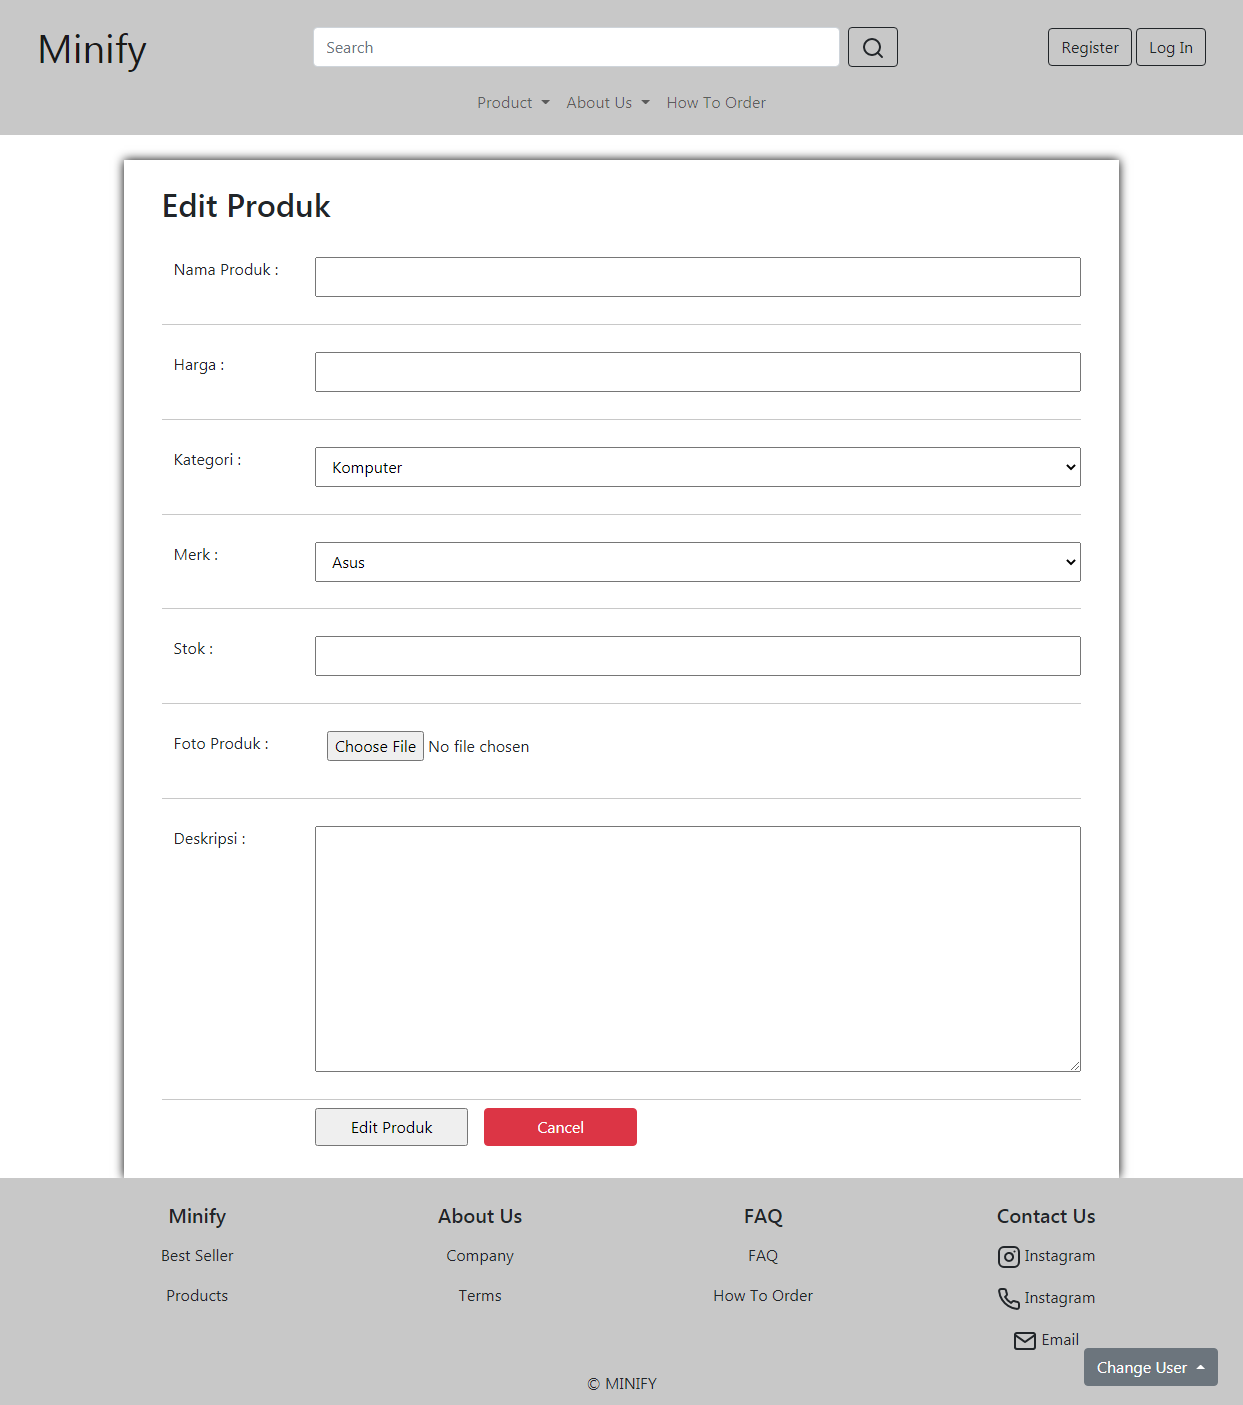 Minify
Search
Register
Log In
Product
About Us
How To Order
Edit Produk
Nama Produk :
Harga :
Kategori :
Komputer
Merk :
Asus
Stok :
Foto Produk :
Choose File No file chosen
Deskripsi :
Edit Produk
Cancel
Minify
Best Seller
Products
About Us
Company
Terms
FAQ
FAQ
How To Order
Contact Us
Instagram
Instagram
Email
Change User
© MINIFY